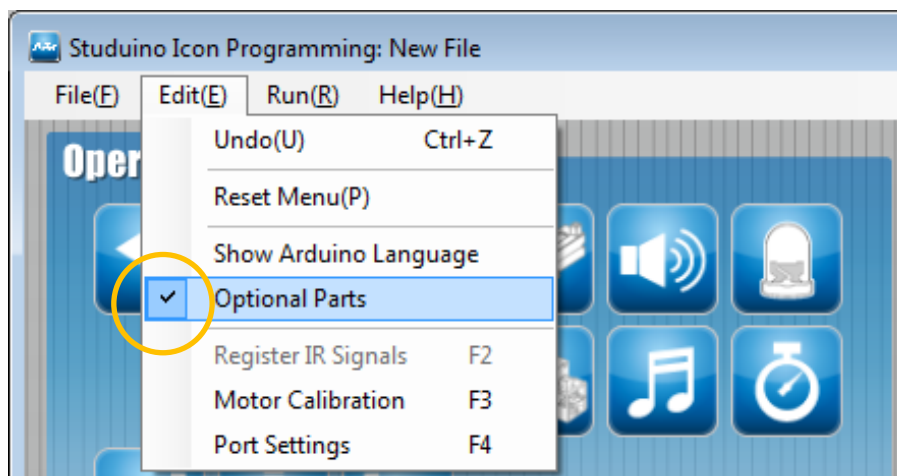 Studuino Icon Programming: New File
File(F) Edit(E) Run(R) Help(H)
Undo(U) Ctrl+Z
Oper
Reset Menu(P)
Show Arduino Language
Optional Parts
Register IR Signals F2
Motor Calibration F3
Port Settings F4